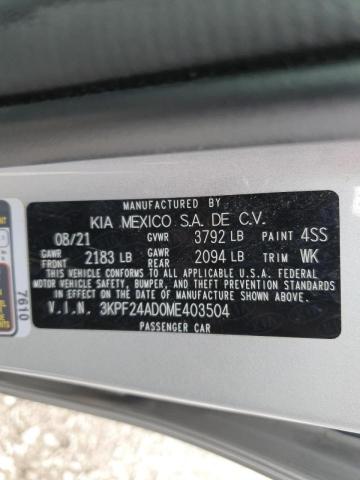 MANUFACTURED BY
KIA MEXICO S.A. DE C.V.
08/21 GVWR 3792 LB PAINT 4SS
GAWR FRONT 2183 LB GAWR REAR 2094 LB TRIM WK
THIS VEHICLE CONFORMS TO ALL APPLICABLE U.S.A. FEDERAL
MOTOR VEHICLE SAFETY, BUMPER, AND THEFT PREVENTION STANDARDS
IN EFFECT ON THE DATE OF MANUFACTURE SHOWN ABOVE.
V.I.N. 3KPF24AD0ME403504
PASSENGER CAR
7610